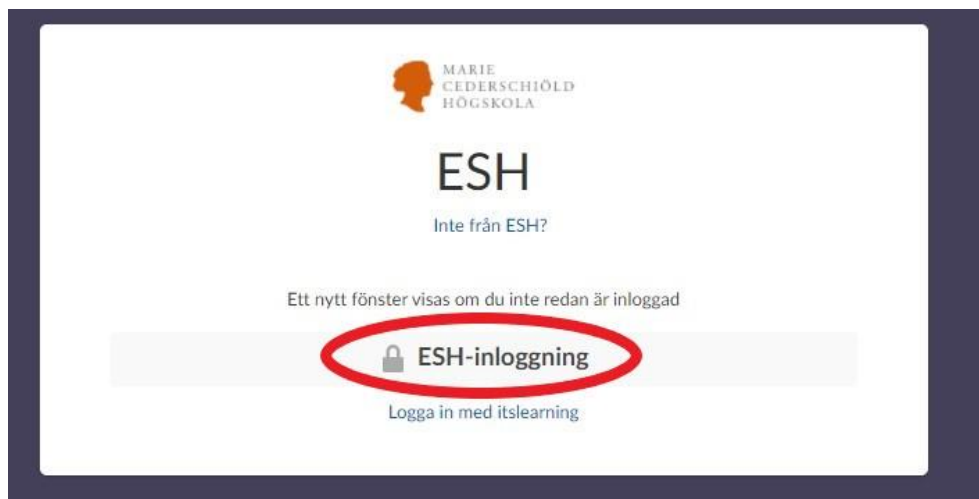 MARIE
CEDERSCHIÖLD
HÖGSKOLA
ESH
Inte från ESH?
Ett nytt fönster visas om du inte redan är inloggad
ESH-inloggning
Logga in med itslearning